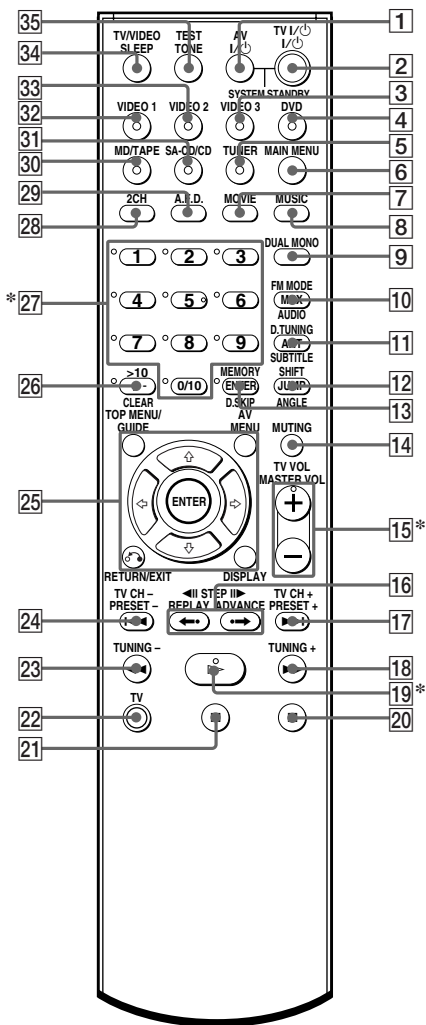 35 1
TV/VIDEO TEST AV TV I/⏻
SLEEP TONE I/⏻ I/⏻
34 2
SYSTEM STANDBY
33 3
VIDEO 1 VIDEO 2 VIDEO 3 DVD
32 4
31 5
MD/TAPE SA-CD/CD TUNER MAIN MENU
30 6
29 7
2CH A.F.D. MOVIE MUSIC
28 8
DUAL MONO
9
1 2 3
FM MODE
*27 4 5 6 10
AUDIO
D.TUNING
7 8 9 11
SUBTITLE
>10 MEMORY SHIFT
26 - 0/10 ENTER JUMP 12
CLEAR D.SKIP ANGLE 13
TOP MENU/ AV
GUIDE MENU MUTING 14
TV VOL
MASTER VOL
25 ENTER + 15*
−
RETURN/EXIT DISPLAY
TV CH – STEP TV CH + 16
PRESET – REPLAY ADVANCE PRESET +
24 17
TUNING – TUNING +
23 18
19*
TV
22 20
21